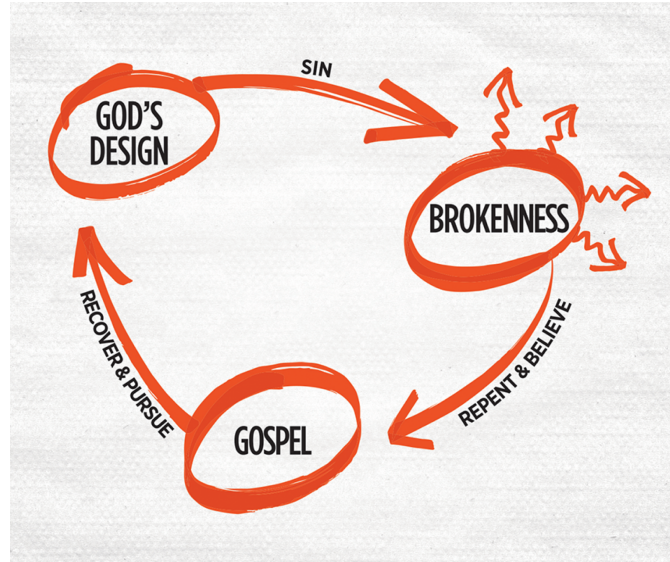 SIN
GOD'S
DESIGN
BROKENNESS
REPENT & BELIEVE
GOSPEL
RECOVER & PURSUE